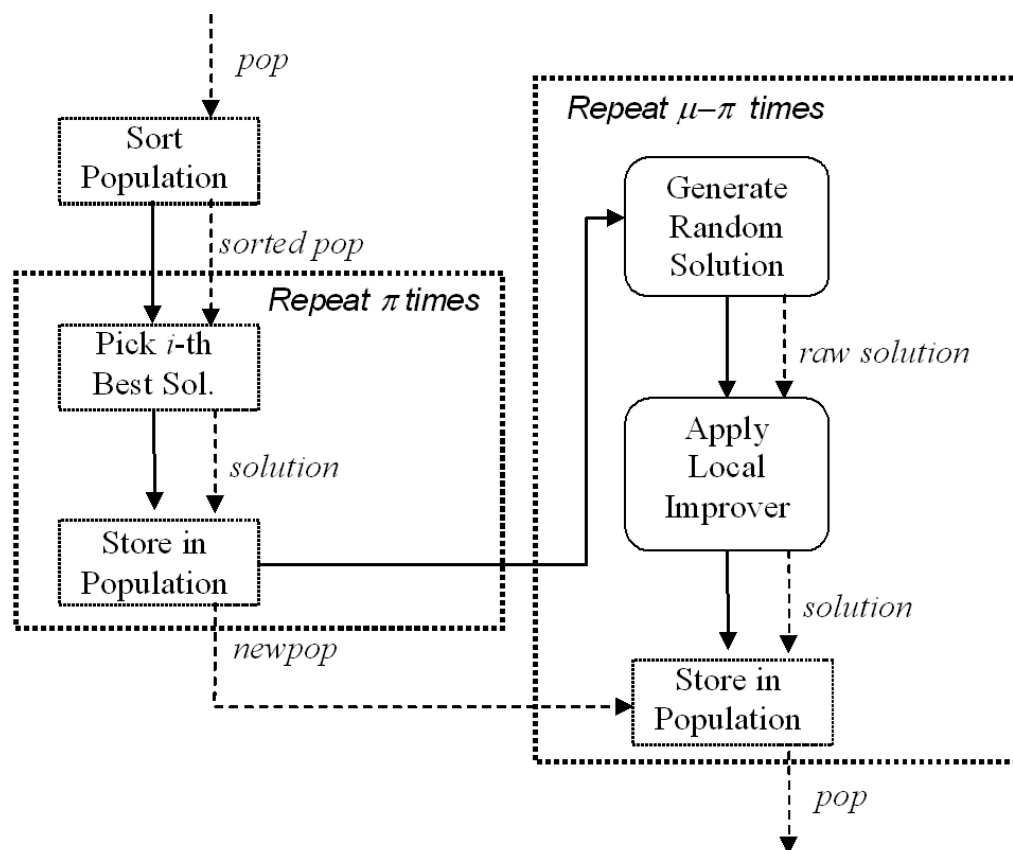 pop
Sort
Population
sorted pop
Repeat π times
Pick i-th
Best Sol.
solution
Store in
Population
newpop
Repeat μ–π times
Generate
Random
Solution
raw solution
Apply
Local
Improver
solution
Store in
Population
pop